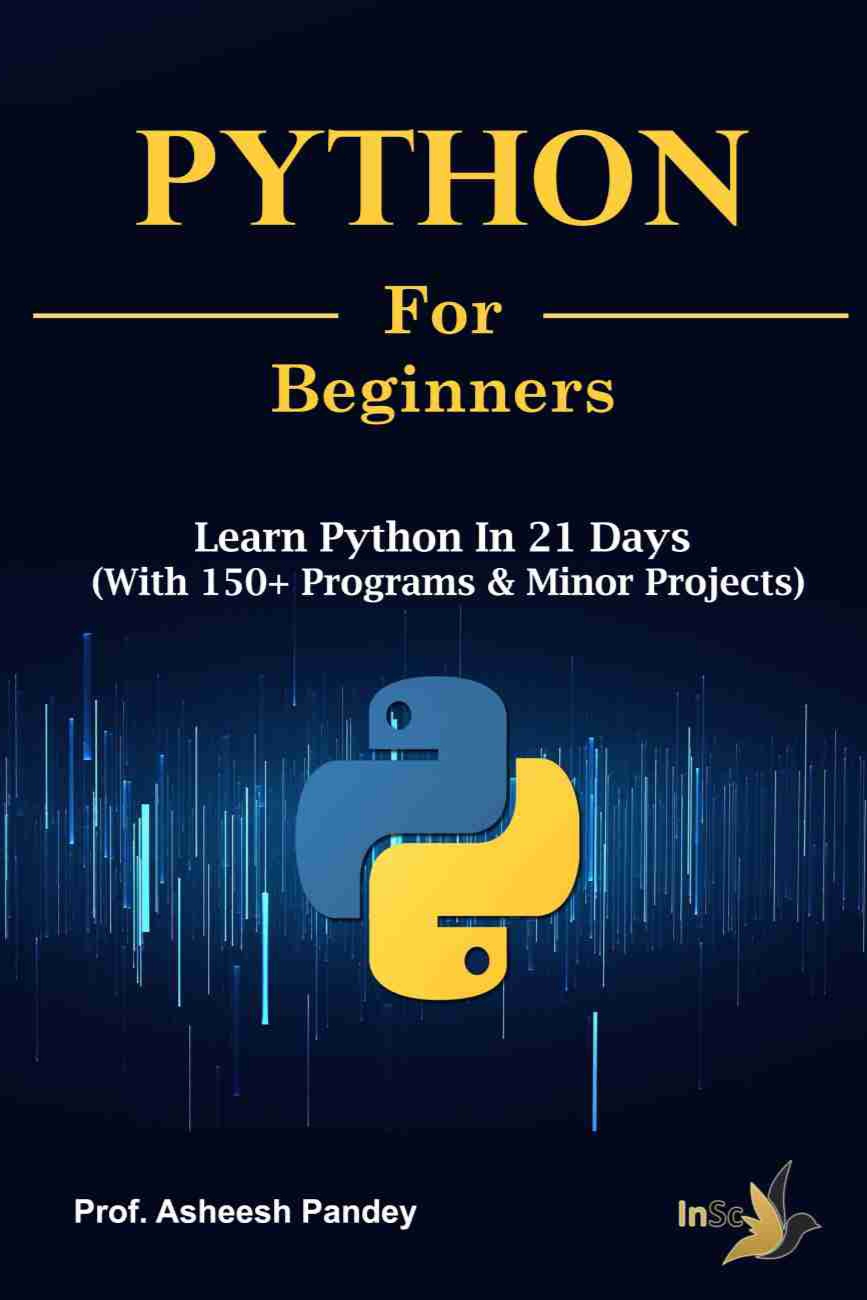 PYTHON
For
Beginners
Learn Python In 21 Days
(With 150+ Programs & Minor Projects)
Prof. Asheesh Pandey
InSc